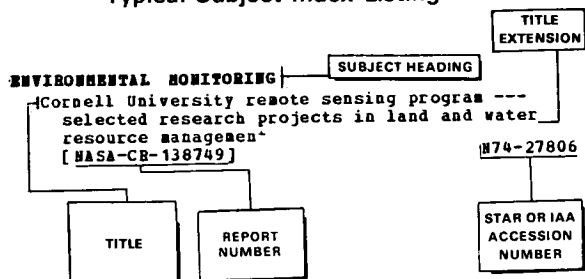 Typical Subject Index Listing
TITLE
EXTENSION
SUBJECT HEADING
ENVIRONMENTAL MONITORING
Cornell University remote sensing program ---
selected research projects in land and water
resource management
[NASA-CR-138749]
N74-27806
TITLE
REPORT
NUMBER
STAR OR IAA
ACCESSION
NUMBER